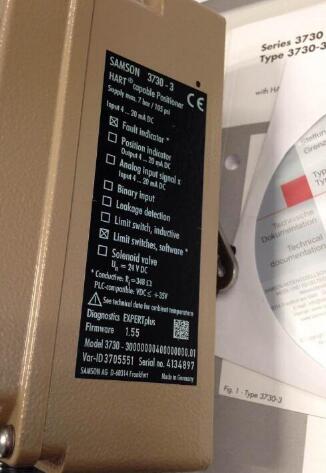 SAMSON 3730 - 3
HART® capable Positioner
Supply max. 7 bar / 105 psi
CE
Input 4 ... 20 mA DC
☒ Fault indicator *
☐ Position indicator
Output 4 ... 20 mA DC
☐ Analog input signal x
Input 4 ... 20 mA DC
☐ Binary input
☐ Leakage detection
☐ Limit switch, inductive
☒ Limit switches, software *
☐ Solenoid valve
= 24 V DC
* Conductive: Ri=348 Ω
PLC-compatible: VDC ≤ +35V
See technical data for ambient temperature
Diagnostics EXPERTplus
Firmware 1.55
Model 3730 - 30000000400000000.01
Var-ID 3705551 Serial no. 4134897
SAMSON AG D-60314 Frankfurt Made in Germany
Series 3730
Type 3730-3
Technische
Dokumentation
Technical
documentation
Fig. 1 · Type 3730-3